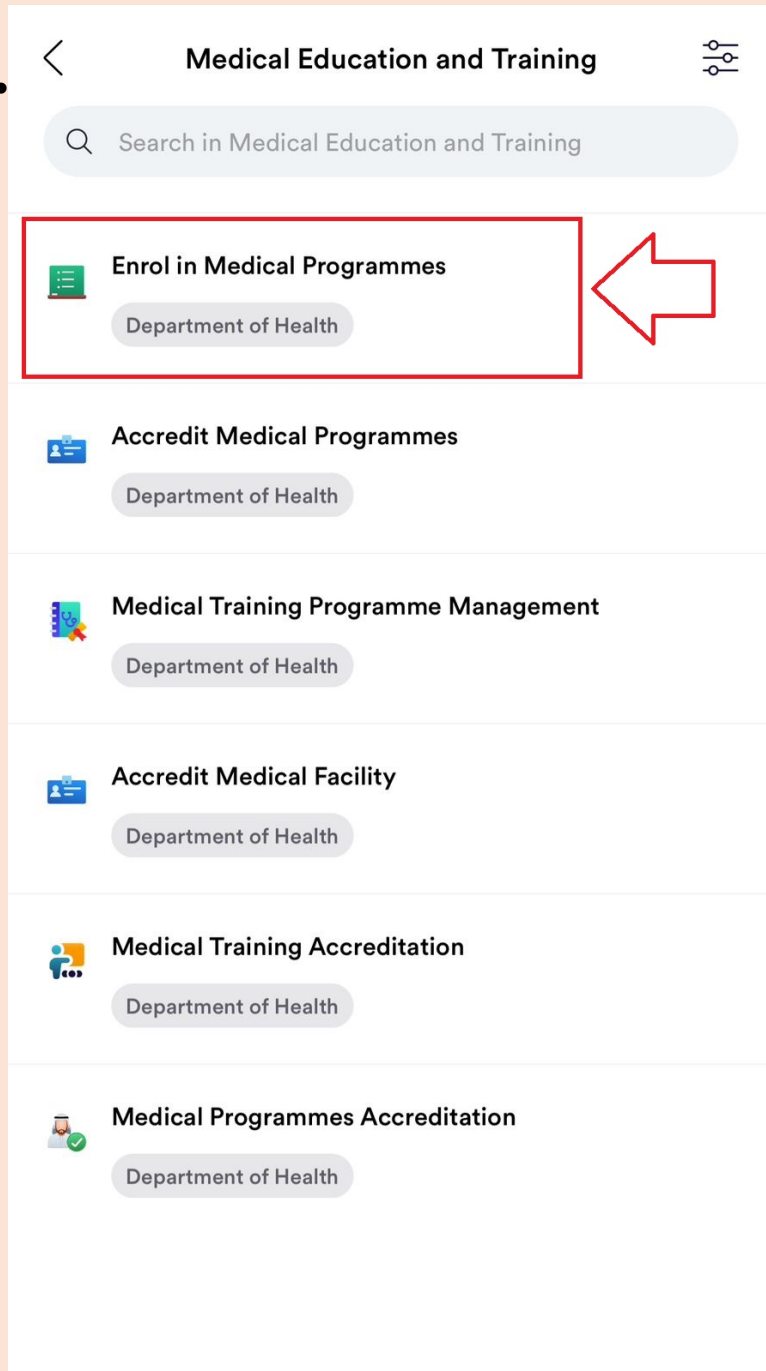 Medical Education and Training
Search in Medical Education and Training
Enrol in Medical Programmes
Department of Health
Accredit Medical Programmes
Department of Health
Medical Training Programme Management
Department of Health
Accredit Medical Facility
Department of Health
Medical Training Accreditation
Department of Health
Medical Programmes Accreditation
Department of Health